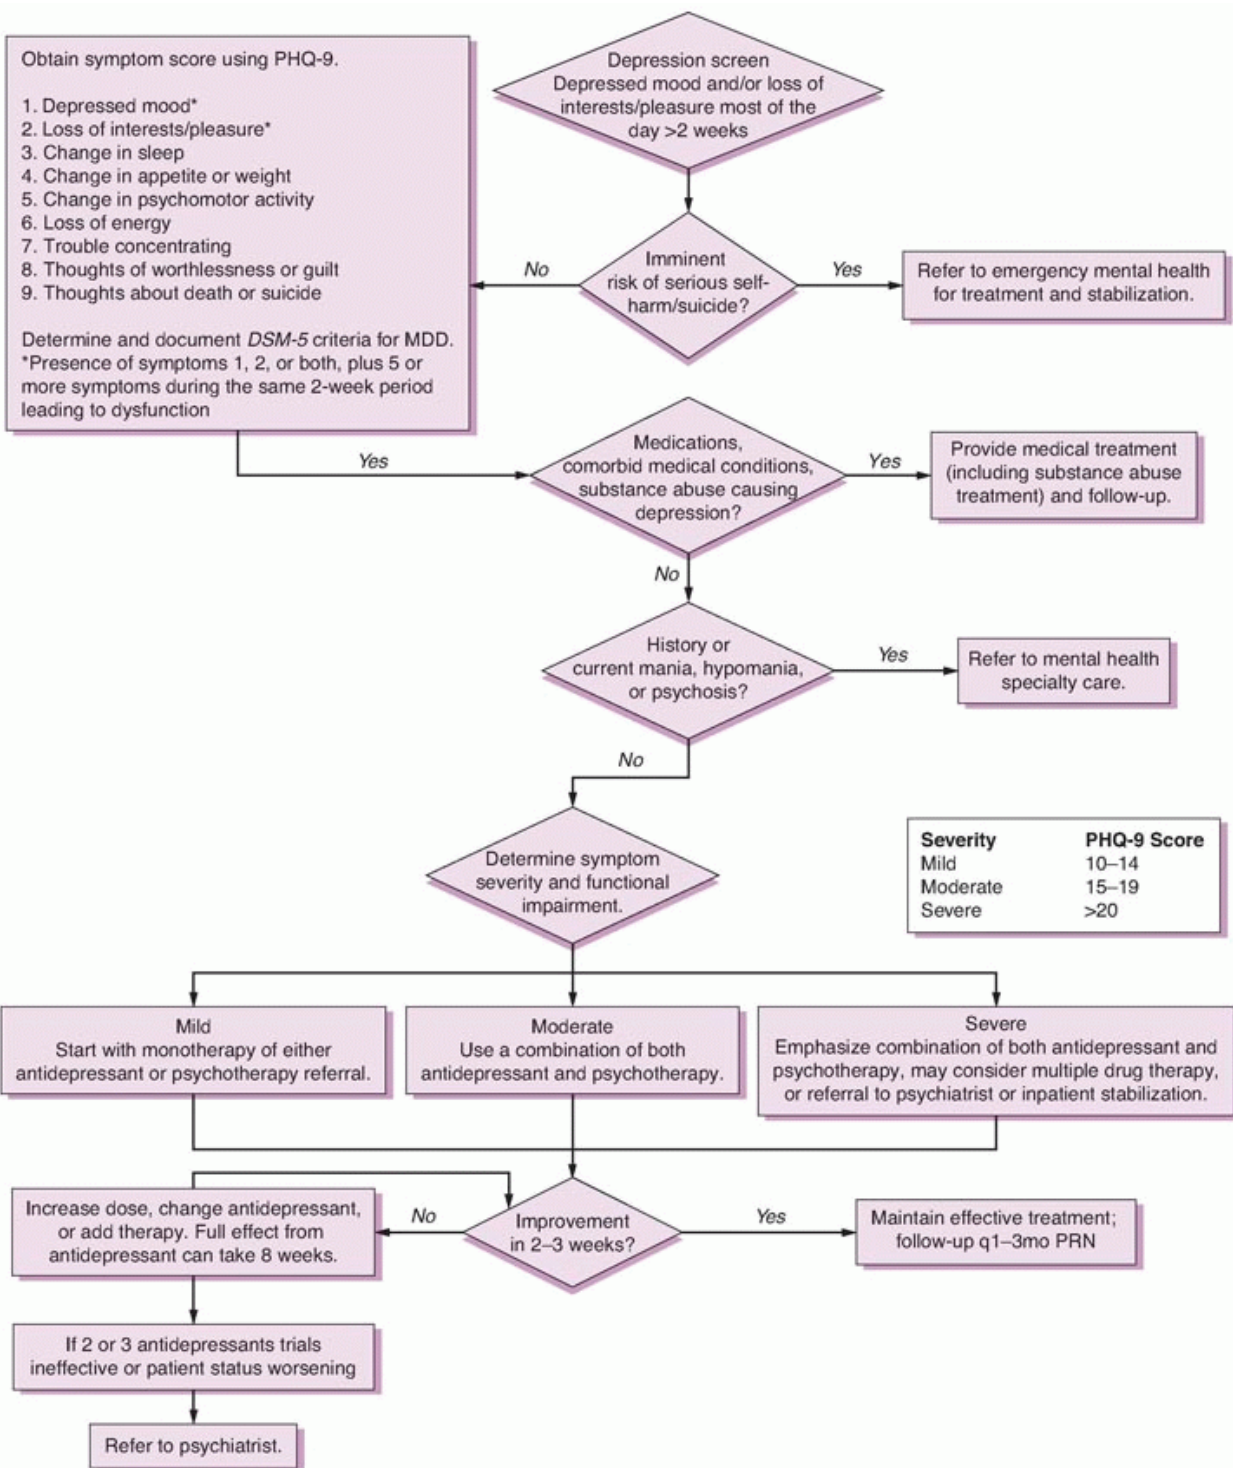 Depression screen
Depressed mood and/or loss of
interests/pleasure most of the
day >2 weeks
Imminent
risk of serious self-
harm/suicide?
Yes
Refer to emergency mental health
for treatment and stabilization.
No
Obtain symptom score using PHQ-9.
1. Depressed mood*
2. Loss of interests/pleasure*
3. Change in sleep
4. Change in appetite or weight
5. Change in psychomotor activity
6. Loss of energy
7. Trouble concentrating
8. Thoughts of worthlessness or guilt
9. Thoughts about death or suicide
Determine and document DSM-5 criteria for MDD.
*Presence of symptoms 1, 2, or both, plus 5 or
more symptoms during the same 2-week period
leading to dysfunction
Yes
Medications,
comorbid medical conditions,
substance abuse causing
depression?
Yes
Provide medical treatment
(including substance abuse
treatment) and follow-up.
No
History or
current mania, hypomania,
or psychosis?
Yes
Refer to mental health
specialty care.
No
Determine symptom
severity and functional
impairment.
Severity PHQ-9 Score
Mild 10–14
Moderate 15–19
Severe >20
Mild
Start with monotherapy of either
antidepressant or psychotherapy referral.
Moderate
Use a combination of both
antidepressant and psychotherapy.
Severe
Emphasize combination of both antidepressant and
psychotherapy, may consider multiple drug therapy,
or referral to psychiatrist or inpatient stabilization.
Improvement
in 2–3 weeks?
Yes
Maintain effective treatment;
follow-up q1–3mo PRN
No
Increase dose, change antidepressant,
or add therapy. Full effect from
antidepressant can take 8 weeks.
If 2 or 3 antidepressants trials
ineffective or patient status worsening
Refer to psychiatrist.